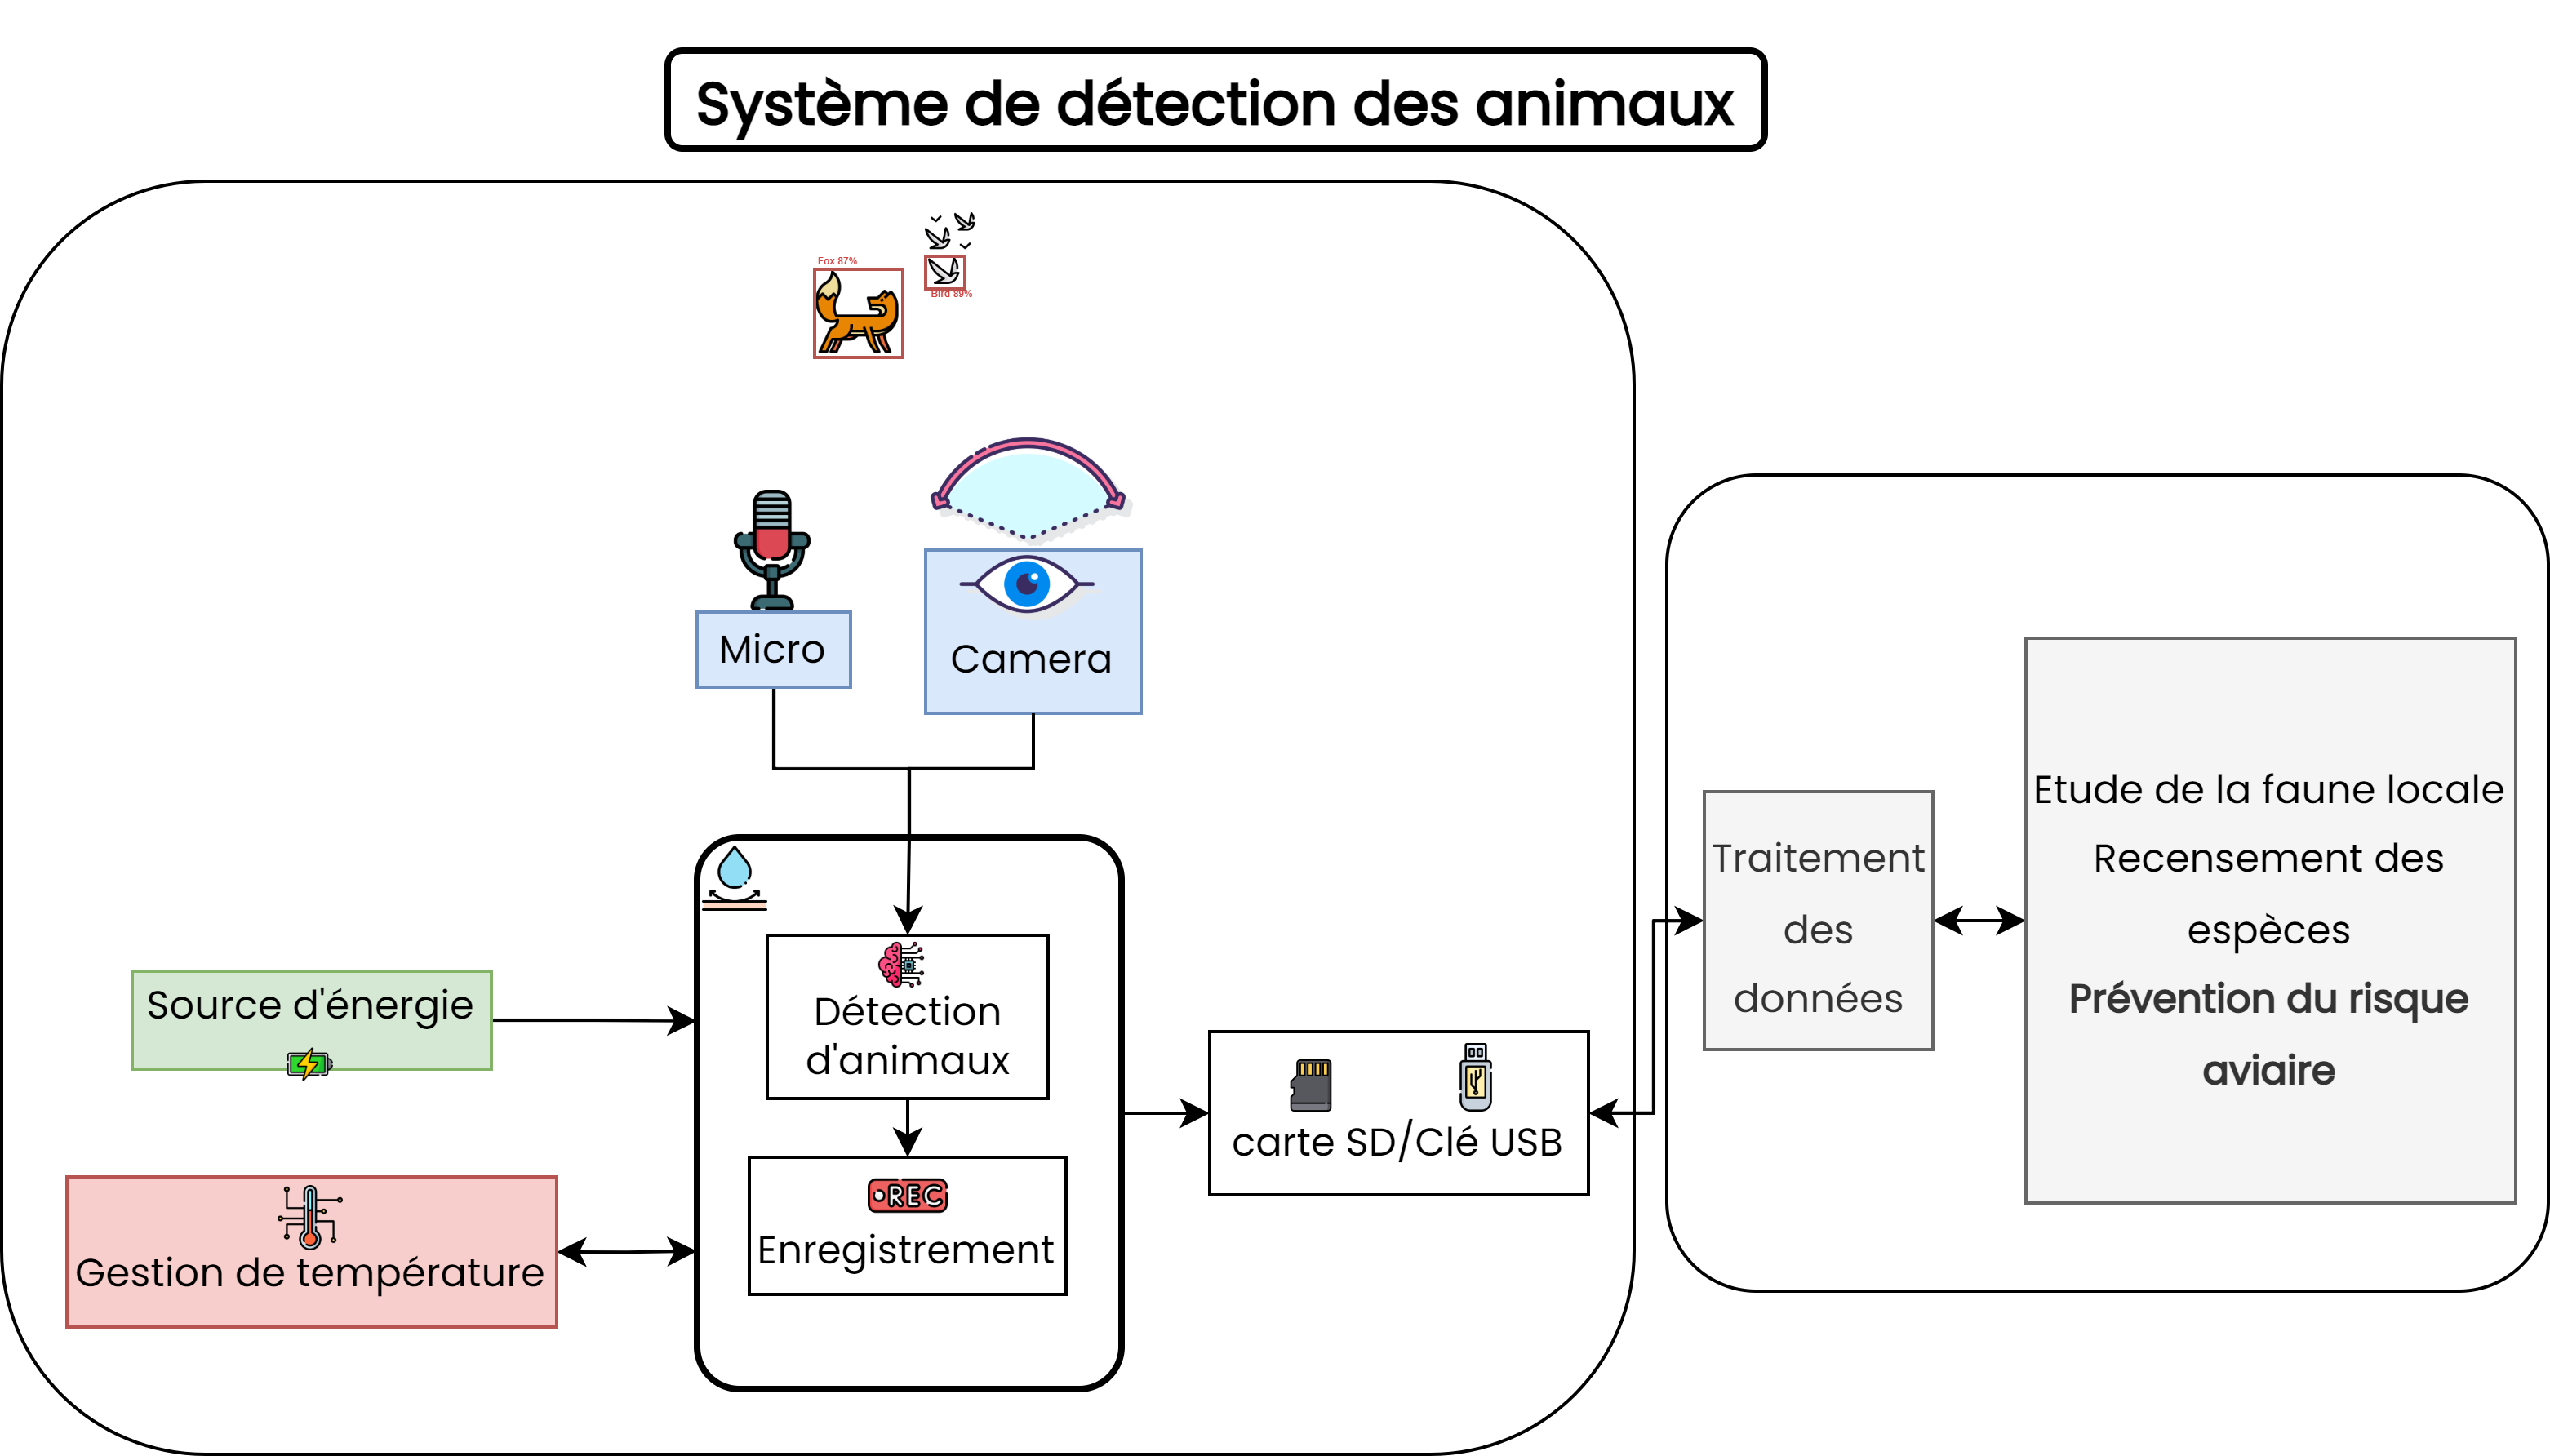 Système de détection des animaux
Fox 87%
Bird 89%
Micro
Camera
Source d'énergie
Gestion de température
Détection
d'animaux
REC
Enregistrement
carte SD/Clé USB
Traitement
des
données
Etude de la faune locale
Recensement des
espèces
Prévention du risque
aviaire